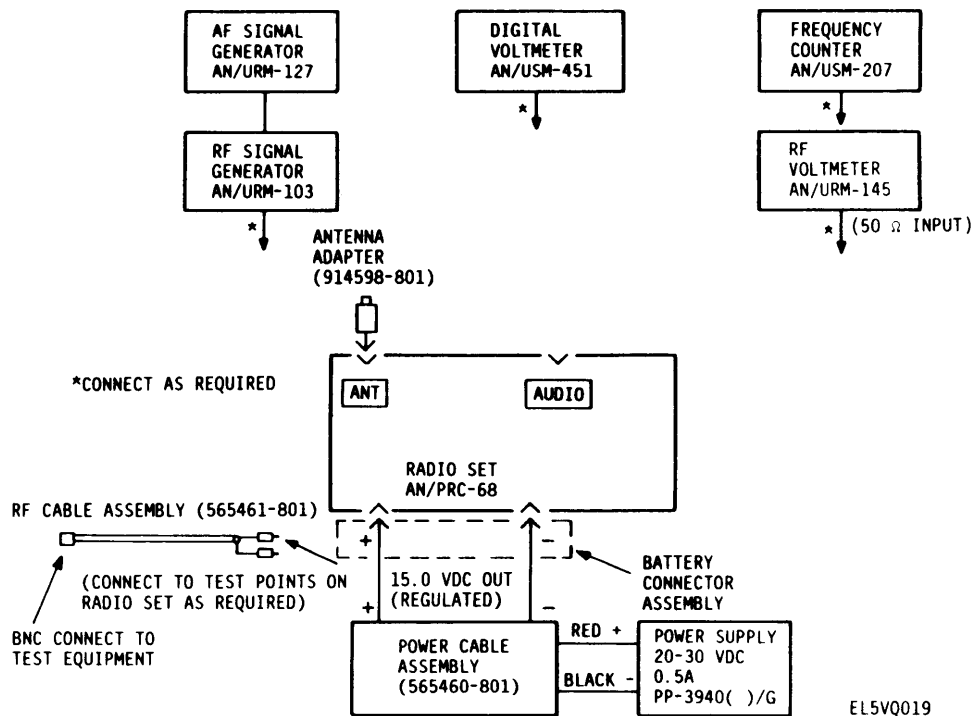 AF SIGNAL
GENERATOR
AN/URM-127
DIGITAL
VOLTMETER
AN/USM-451
*
FREQUENCY
COUNTER
AN/USM-207
*
RF SIGNAL
GENERATOR
AN/URM-103
*
RF
VOLTMETER
AN/URM-145
* (50 Ω INPUT)
ANTENNA
ADAPTER
(914598-801)
*CONNECT AS REQUIRED
ANT
AUDIO
RADIO SET
AN/PRC-68
RF CABLE ASSEMBLY (565461-801)
(CONNECT TO TEST POINTS ON
RADIO SET AS REQUIRED)
BNC CONNECT TO
TEST EQUIPMENT
+ -
15.0 VDC OUT
(REGULATED)
+ -
BATTERY
CONNECTOR
ASSEMBLY
POWER CABLE
ASSEMBLY
(565460-801)
RED +
BLACK -
POWER SUPPLY
20-30 VDC
0.5A
PP-3940( )/G
EL5VQ019